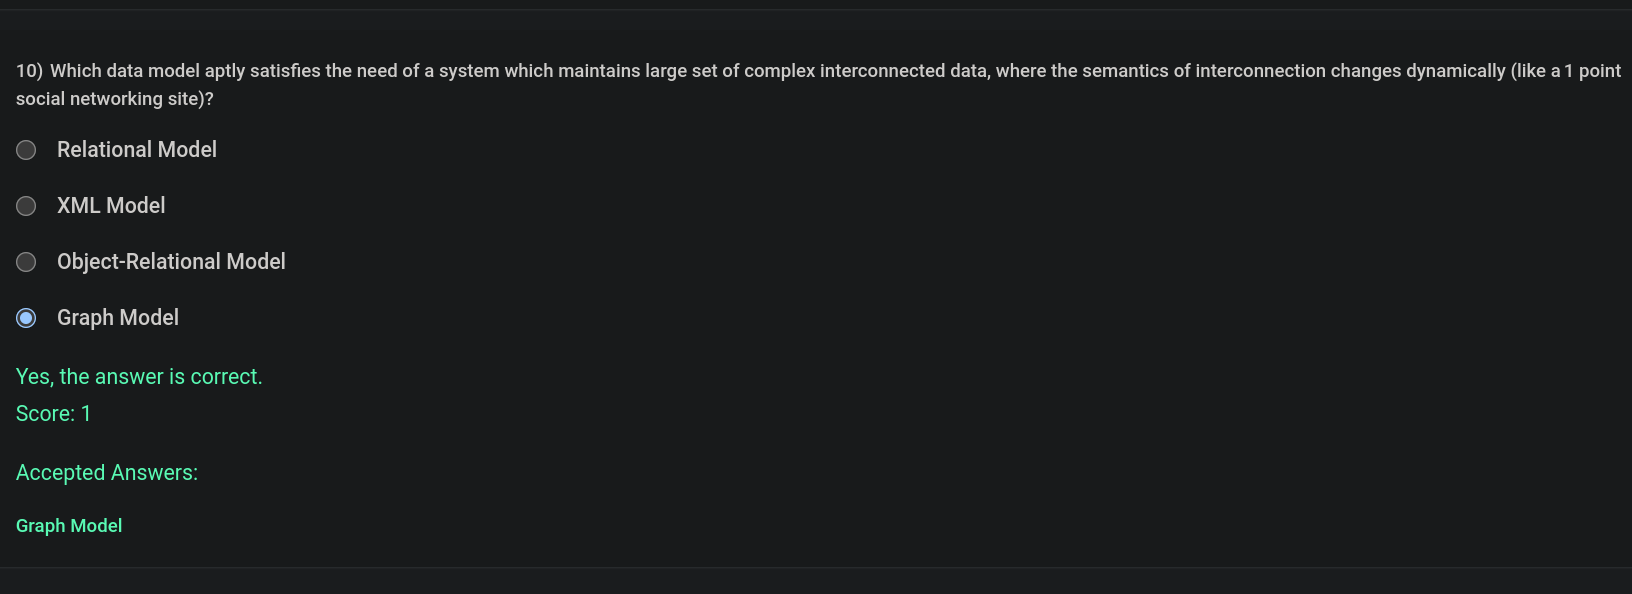 10) Which data model aptly satisfies the need of a system which maintains large set of complex interconnected data, where the semantics of interconnection changes dynamically (like a 1 point
social networking site)?
Relational Model
XML Model
Object-Relational Model
Graph Model
Yes, the answer is correct.
Score: 1
Accepted Answers:
Graph Model